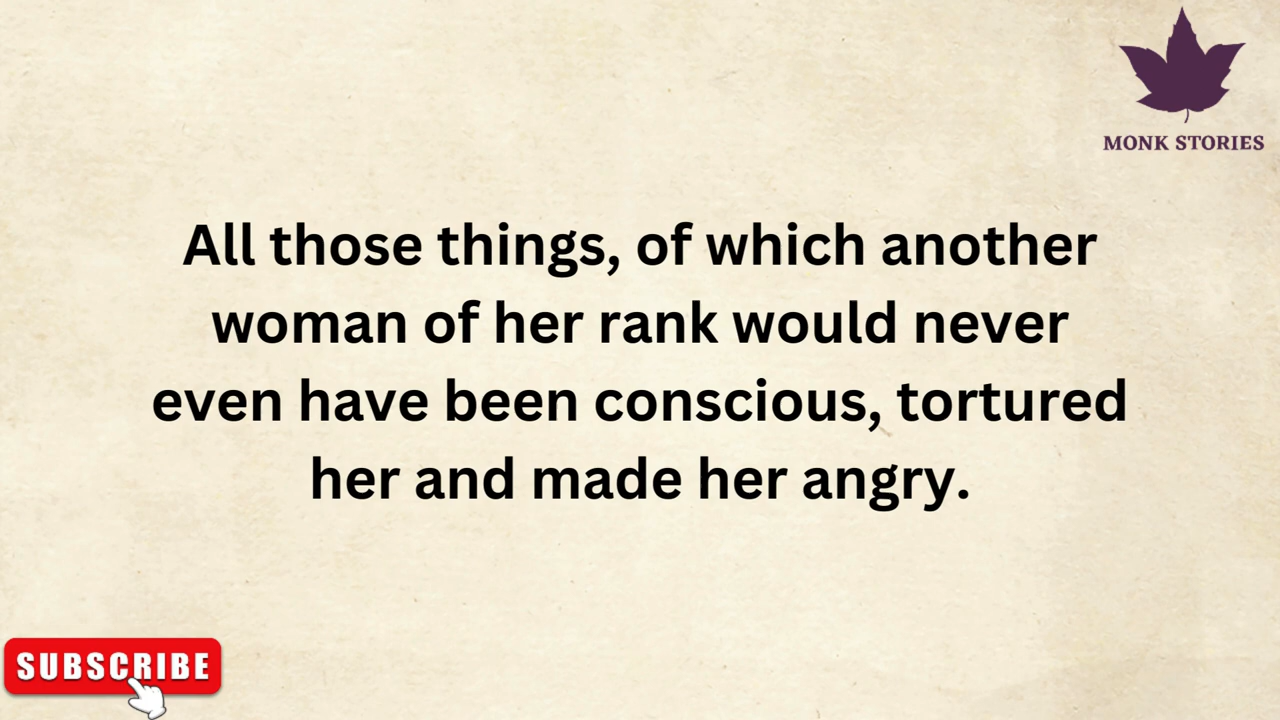 MONK STORIES
All those things, of which another
woman of her rank would never
even have been conscious, tortured
her and made her angry.
SUBSCRIBE